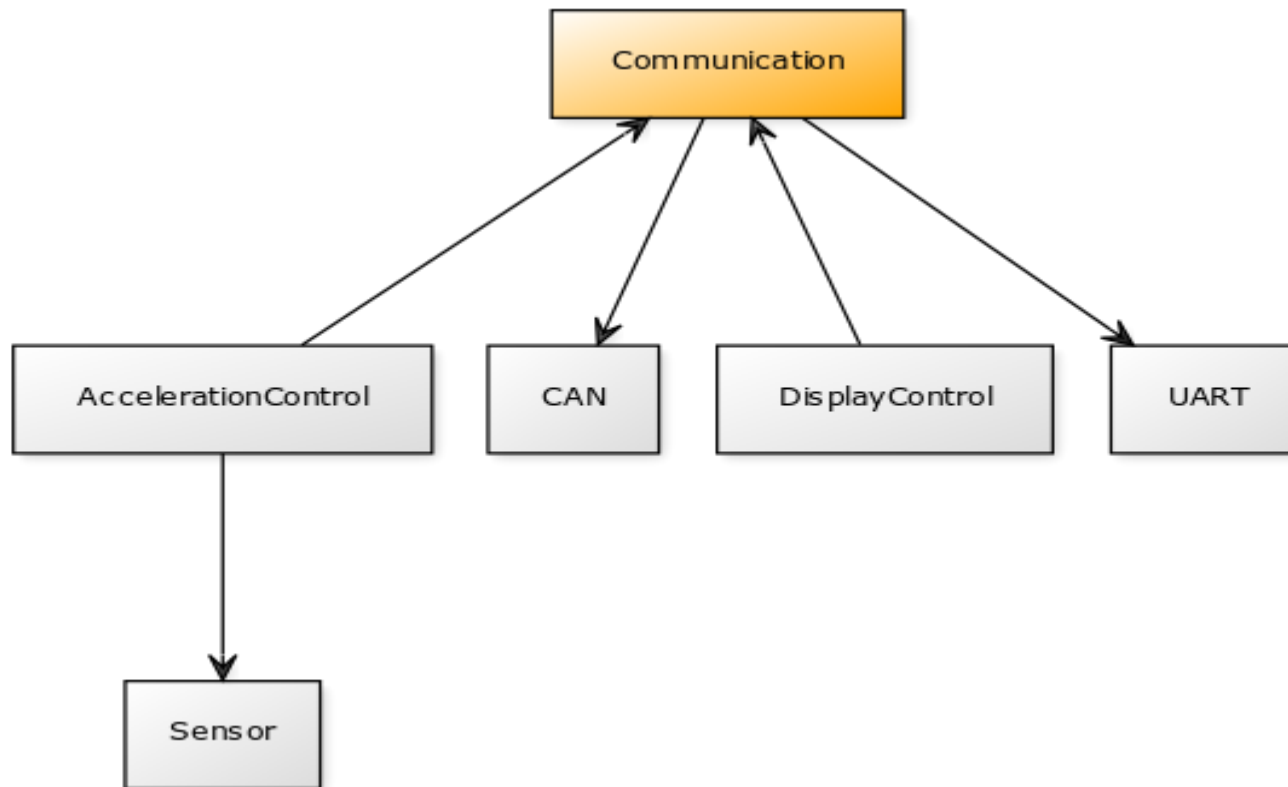 Communication
AccelerationControl
CAN
DisplayControl
UART
Sensor